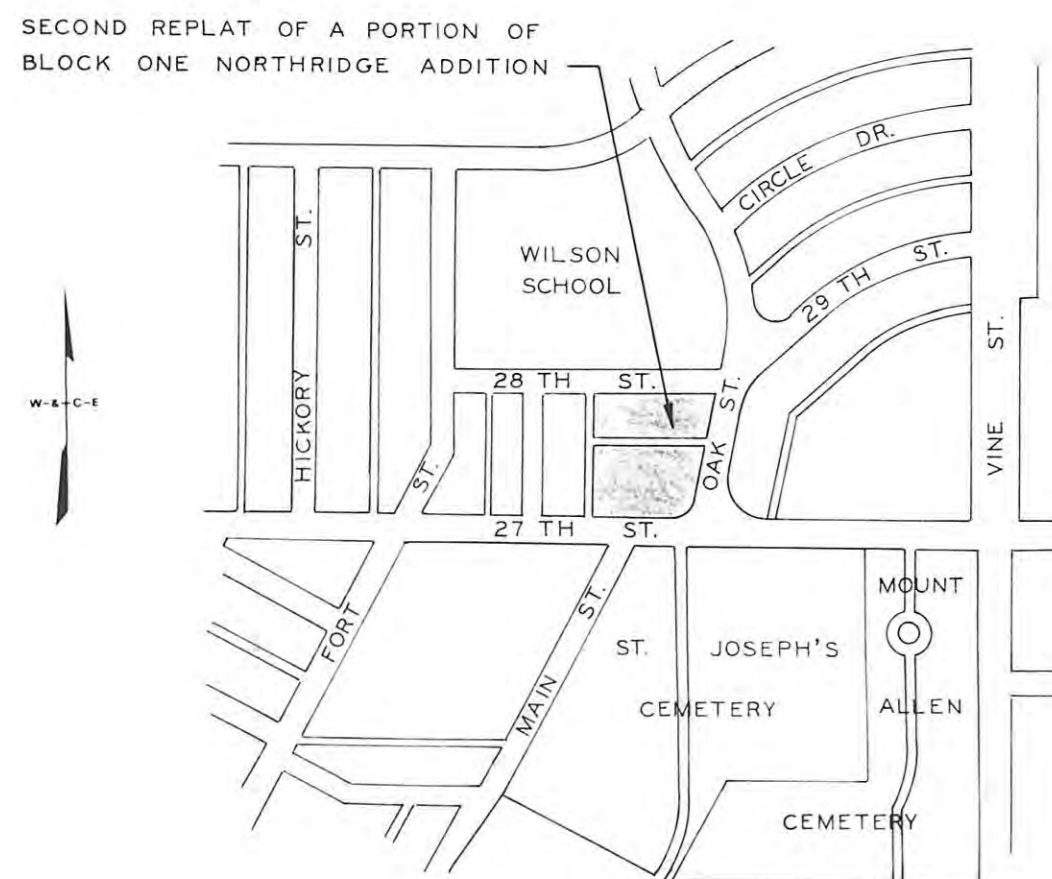 SECOND REPLAT OF A PORTION OF
BLOCK ONE NORTHRIDGE ADDITION
CIRCLE DR.
HICKORY ST.
WILSON
SCHOOL
29 TH ST.
VINE ST.
W-&-C-E
28 TH ST.
OAK ST.
FORT ST.
27 TH ST.
MAIN ST.
MOUNT
ST. JOSEPH'S
CEMETERY
ALLEN
CEMETERY